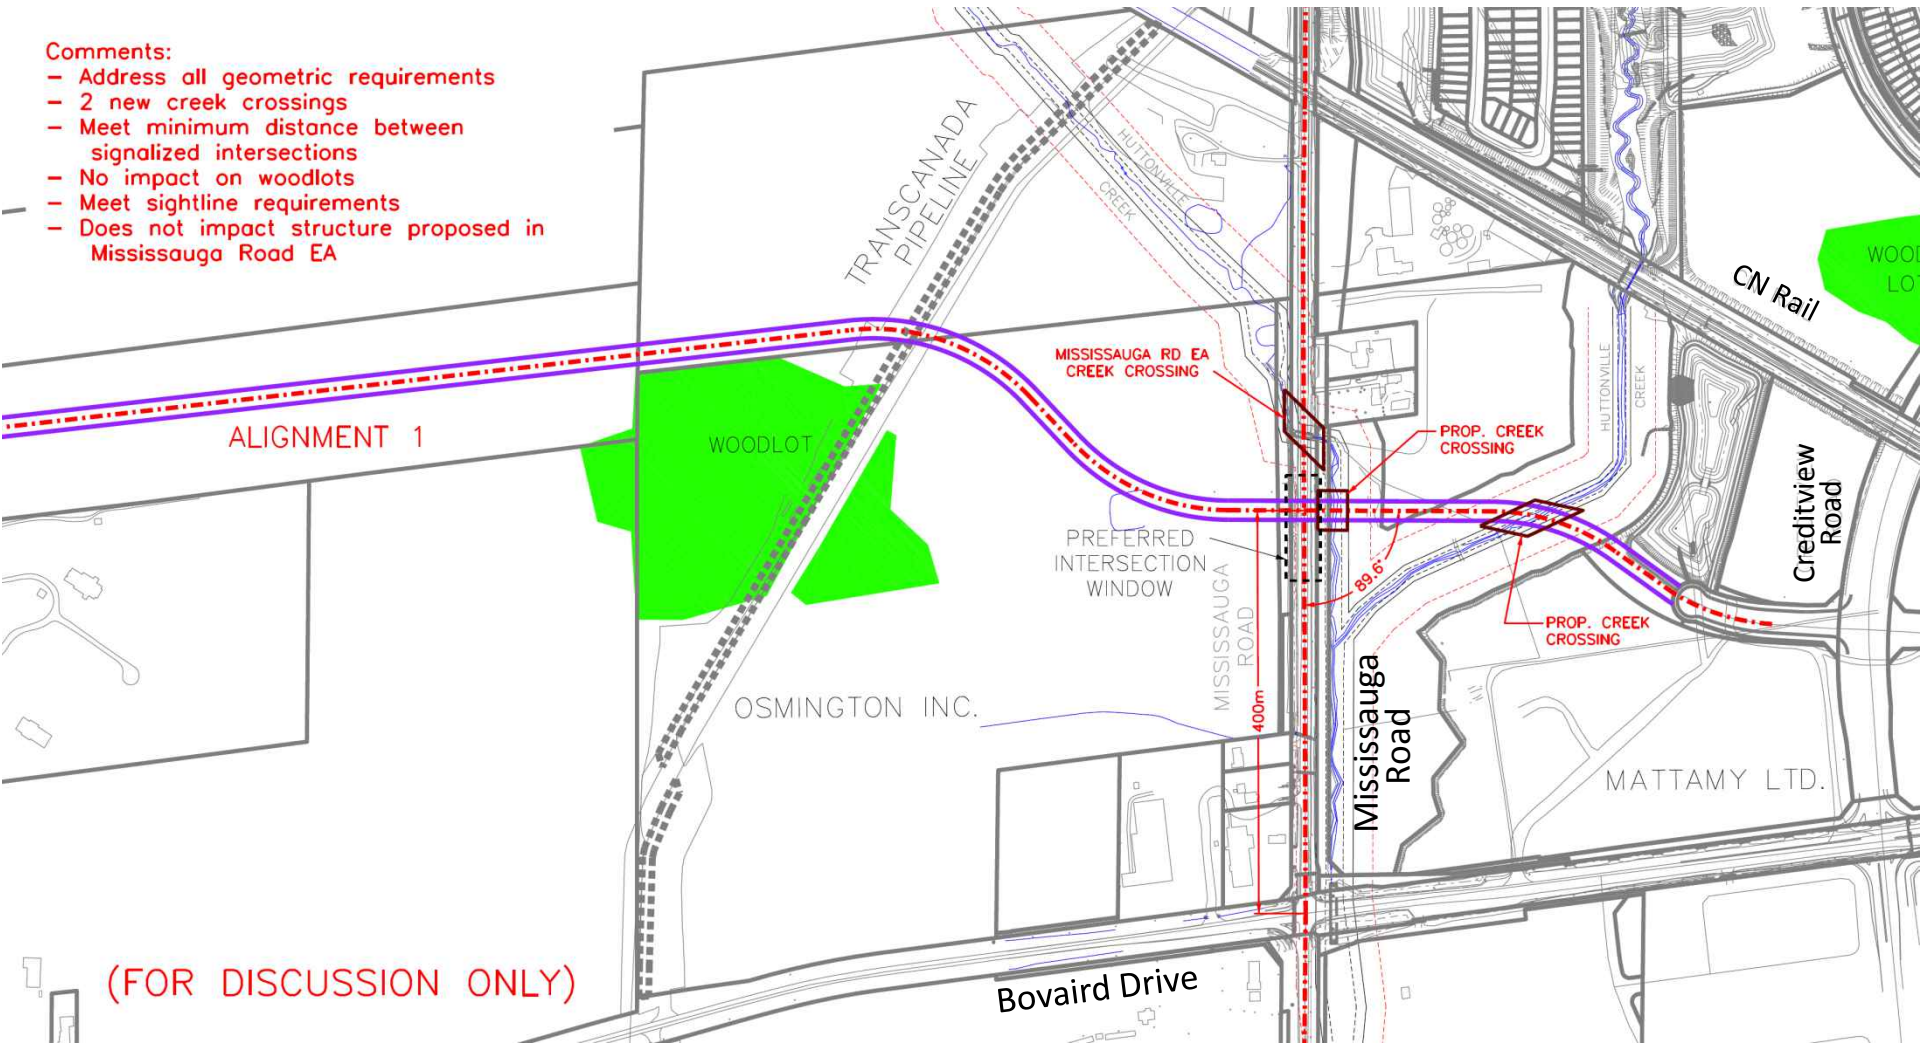 Comments:
– Address all geometric requirements
– 2 new creek crossings
– Meet minimum distance between
signalized intersections
– No impact on woodlots
– Meet sightline requirements
– Does not impact structure proposed in
Mississauga Road EA
TRANSCANADA
PIPELINE
HUTTONVILLE
CREEK
WOOD
LOT
CN Rail
MISSISSAUGA RD EA
CREEK CROSSING
HUTTONVILLE
CREEK
ALIGNMENT 1
WOODLOT
PROP. CREEK
CROSSING
Creditview
Road
PREFERRED
INTERSECTION
WINDOW
89.6°
MISSISSAUGA
ROAD
PROP. CREEK
CROSSING
OSMINGTON INC.
400m
Mississauga
Road
MATTAMY LTD.
(FOR DISCUSSION ONLY)
Bovaird Drive